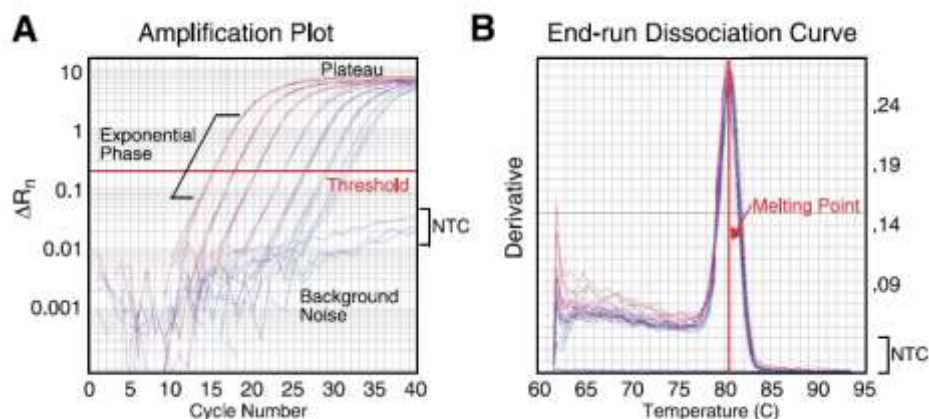 A
Amplification Plot
10
1
0.1
0.01
0.001
ΔRn
Plateau
Exponential
Phase
Threshold
NTC
Background
Noise
0 5 10 15 20 25 30 35 40
Cycle Number
B
End-run Dissociation Curve
Derivative
.24
.19
.14
.09
Melting Point
NTC
60 65 70 75 80 85 90 95
Temperature (C)